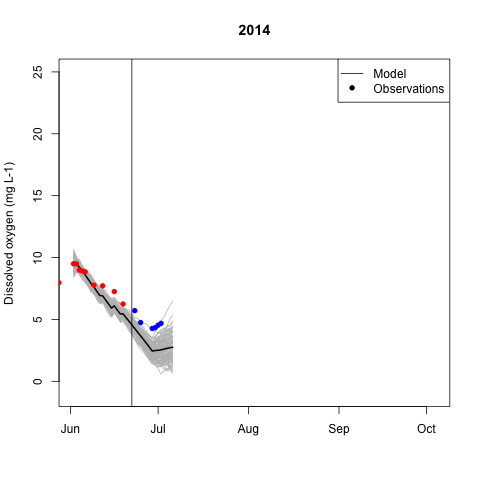 2014
Model
Observations
Dissolved oxygen (mg L-1)
25
20
15
10
5
0
Jun
Jul
Aug
Sep
Oct